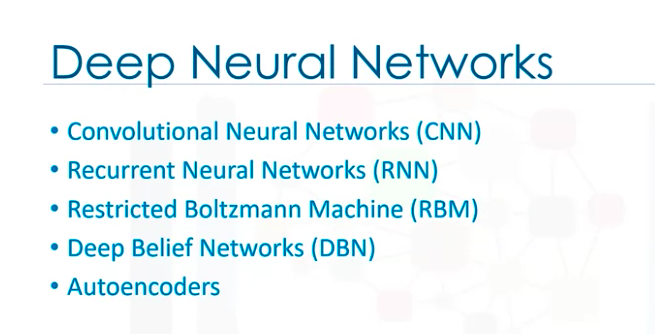 Deep Neural Networks
• Convolutional Neural Networks (CNN)
• Recurrent Neural Networks (RNN)
• Restricted Boltzmann Machine (RBM)
• Deep Belief Networks (DBN)
• Autoencoders